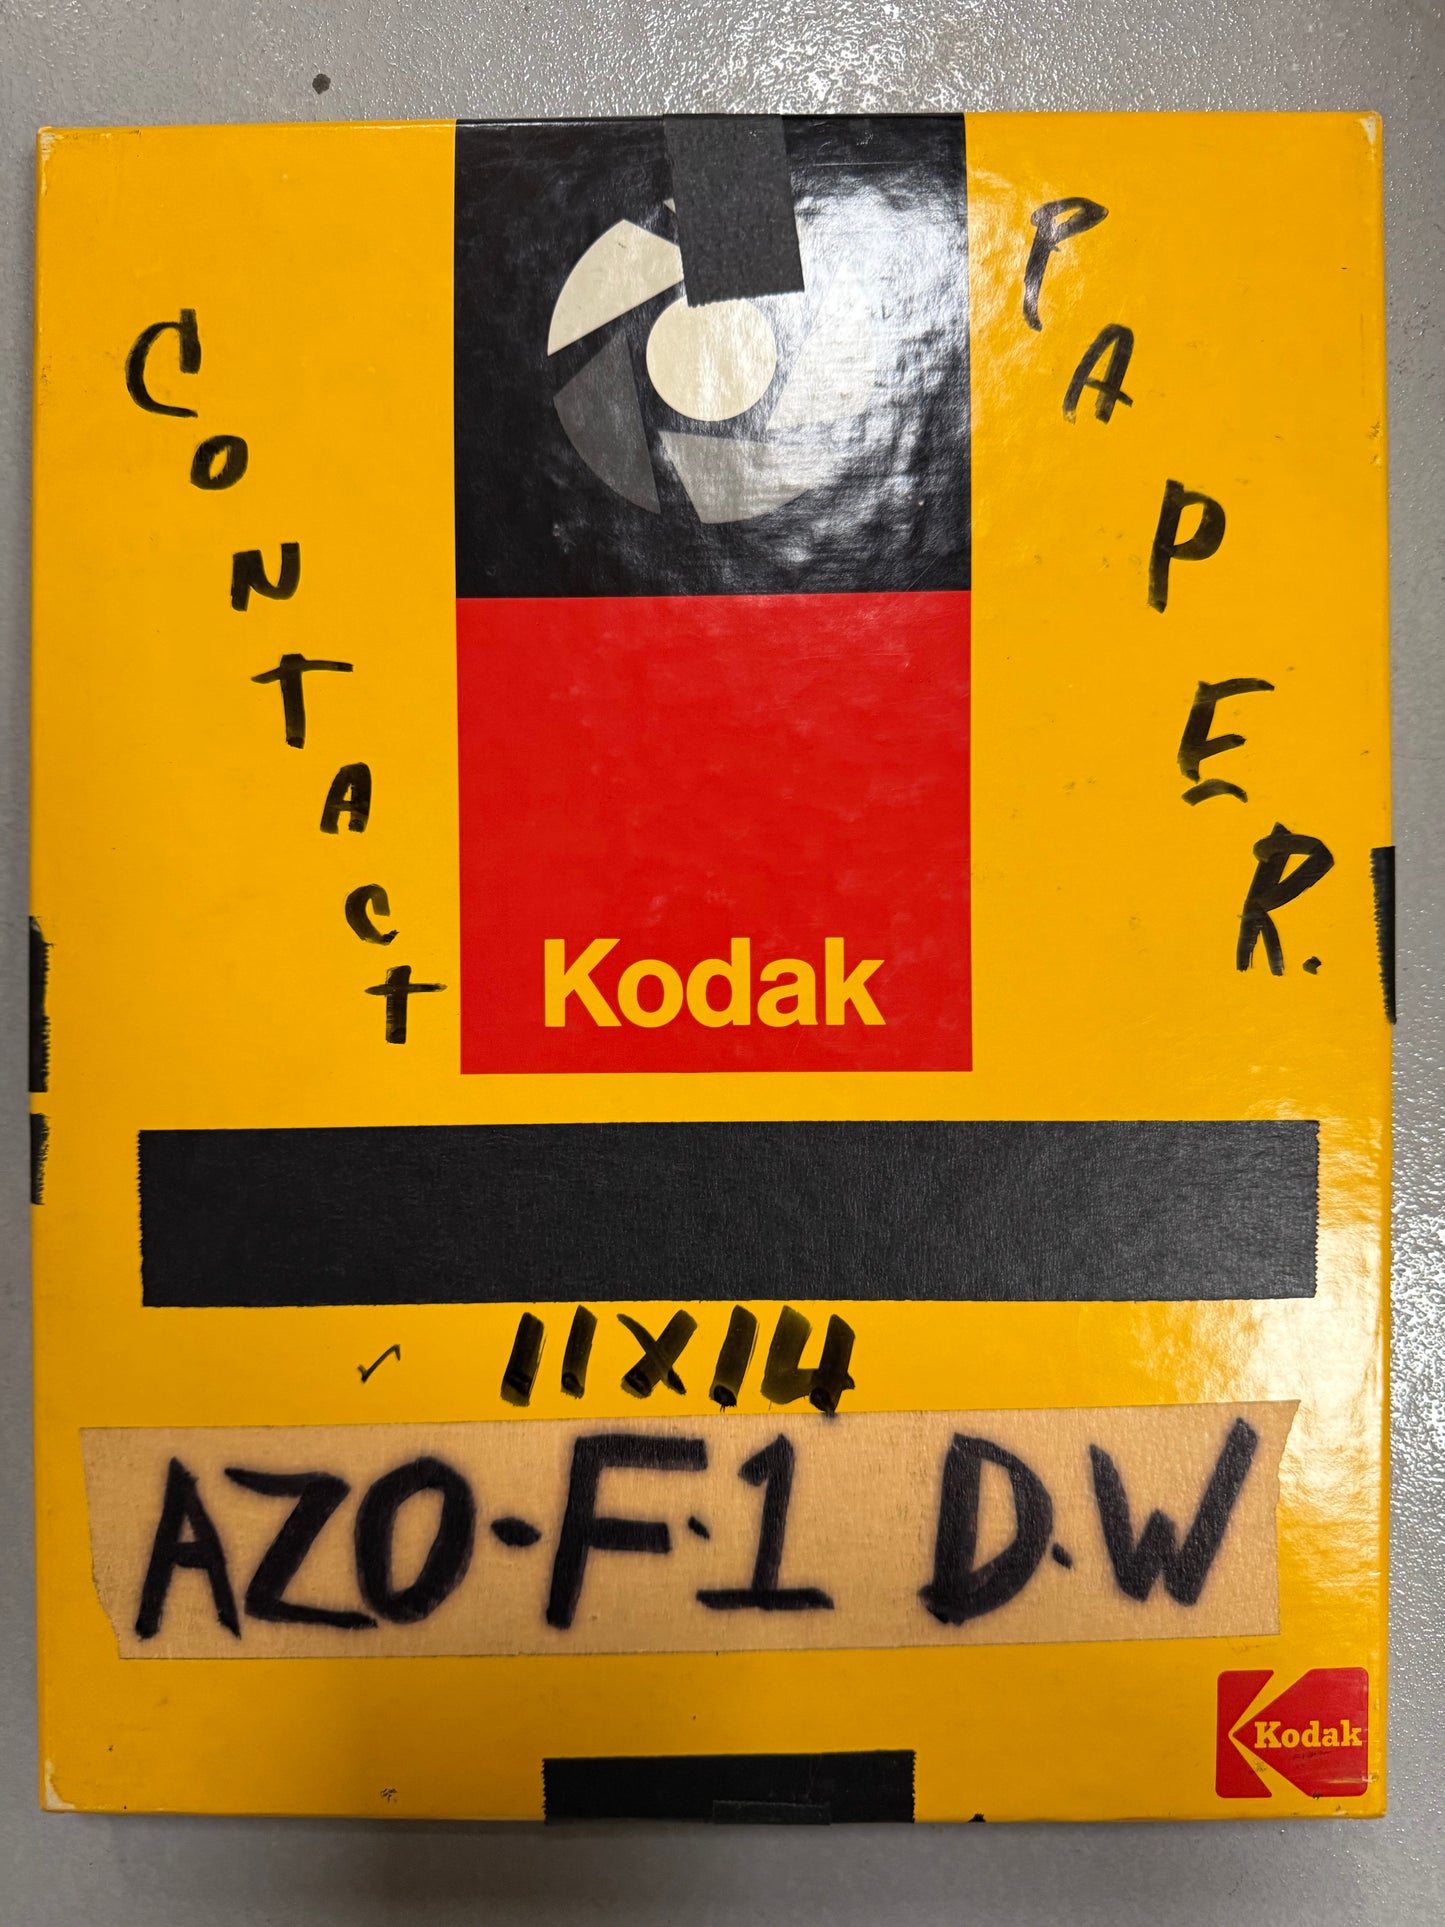 CONTACT
PAPER.
Kodak
11X14
AZO-F.1 D.W
Kodak